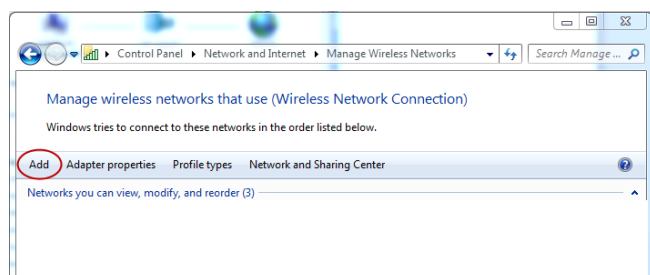 Control Panel ▸ Network and Internet ▸ Manage Wireless Networks
Search Manage ...
Manage wireless networks that use (Wireless Network Connection)
Windows tries to connect to these networks in the order listed below.
Add Adapter properties Profile types Network and Sharing Center
Networks you can view, modify, and reorder (3)